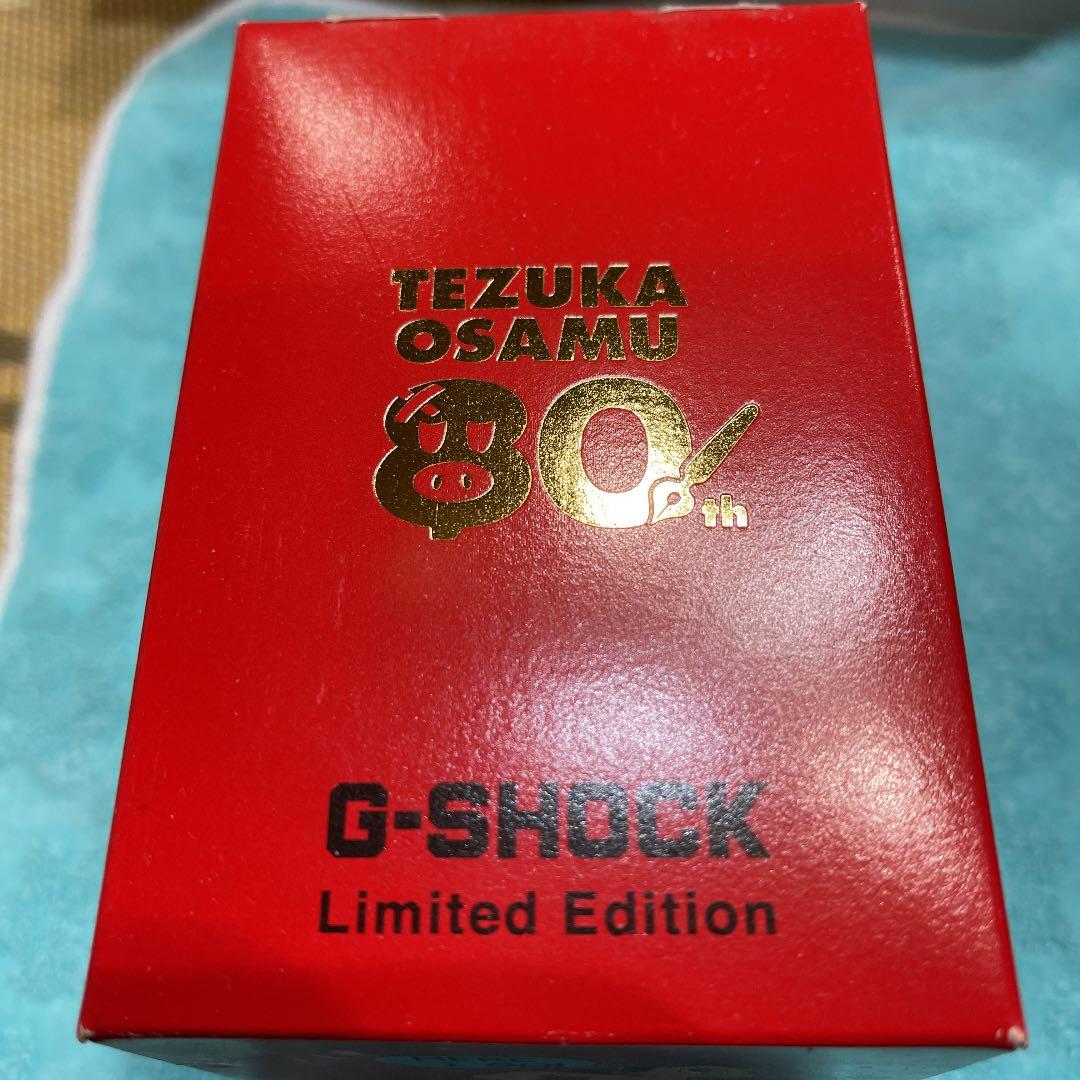 TEZUKA
OSAMU
80th
G-SHOCK
Limited Edition